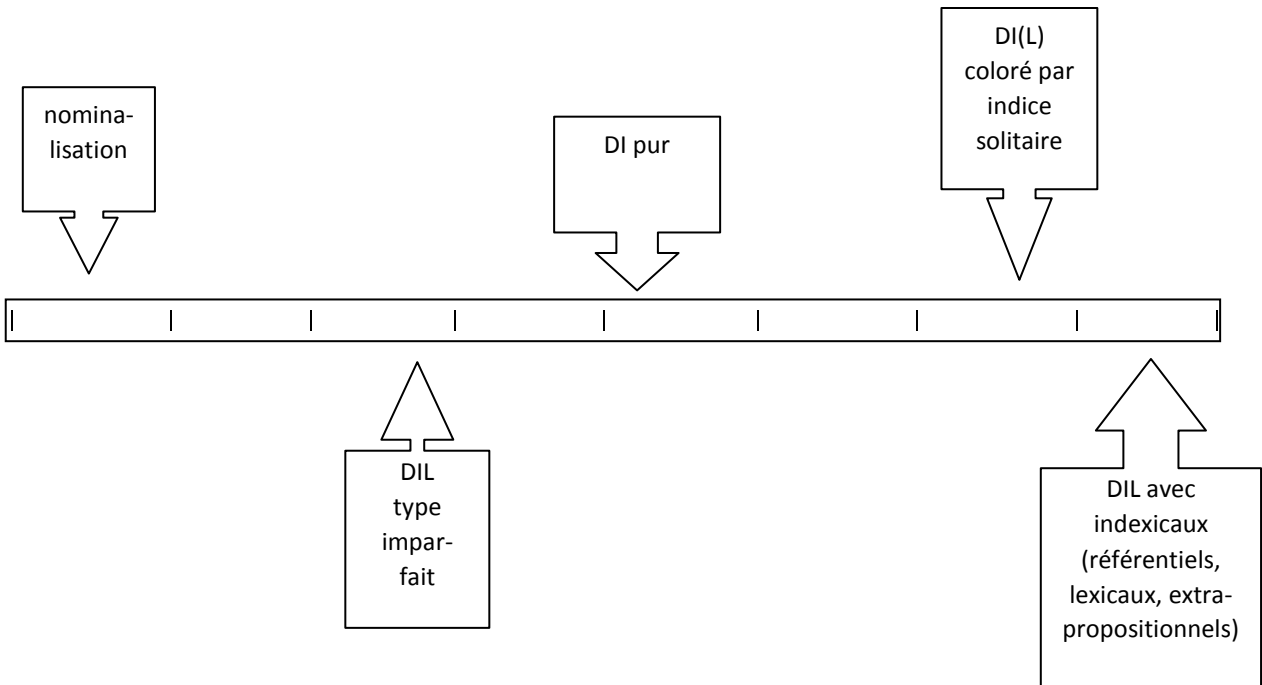 nomina-
lisation
DI pur
DI(L)
coloré par
indice
solitaire
DIL
type
impar-
fait
DIL avec
indexicaux
(référentiels,
lexicaux, extra-
propositionnels)